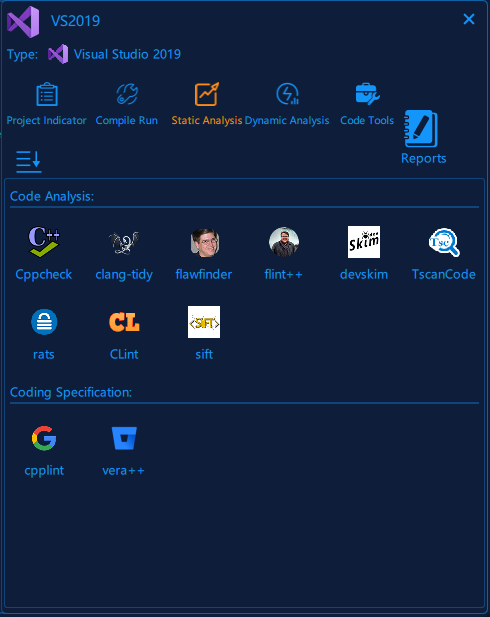 VS2019
Type: Visual Studio 2019
Project Indicator Compile Run Static Analysis Dynamic Analysis Code Tools
Reports
Code Analysis:
C++ code Skim Tsc
Cppcheck clang-tidy flawfinder flint++ devskim TscanCode
CL <SIFT>
rats CLint sift
Coding Specification:
G
cpplint vera++